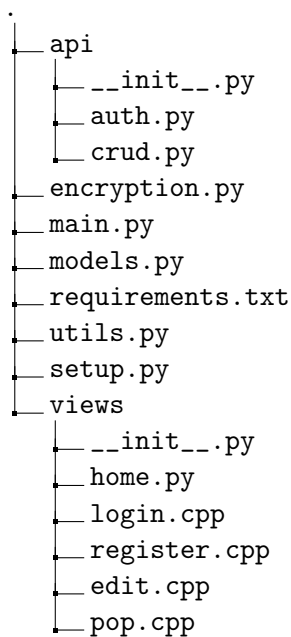 .
api
__init__.py
auth.py
crud.py
encryption.py
main.py
models.py
requirements.txt
utils.py
setup.py
views
__init__.py
home.py
login.cpp
register.cpp
edit.cpp
pop.cpp